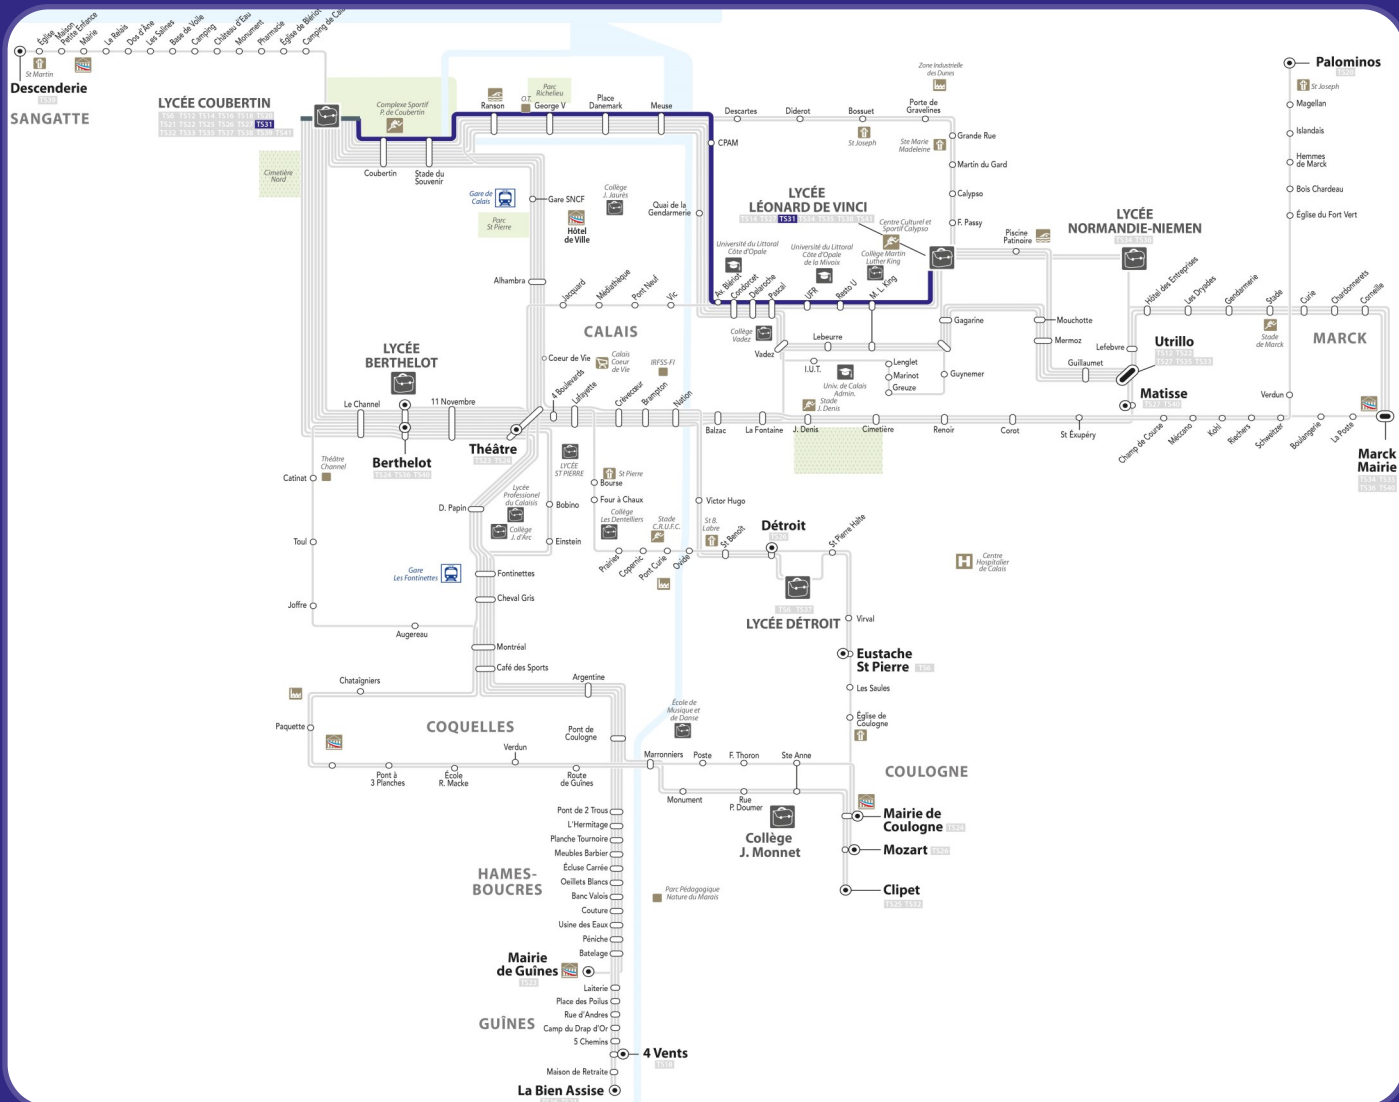 Église
Maison
Petite Enfance
Mairie
Le Relais
Dos d'Âne
Les Salines
Base de Voile
Camping
Château d'Eau
Monument
Pharmacie
Église de Blériot
St Martin
Descenderie
TS39
SANGATTE
LYCÉE COUBERTIN
TS31
Complexe Sportif
P. de Coubertin
Cimetière
Nord
Coubertin
Stade du
Souvenir
Ranson
O.T.
Parc
Richelieu
George V
Place
Danemark
Meuse
Descartes
Diderot
Bossuet
St Joseph
Zone Industrielle
des Dunes
Porte de
Gravelines
Ste Marie
Madeleine
Grande Rue
Martin du Gard
Calypso
F. Passy
CPAM
Palominos
St Joseph
Magellan
Islandais
Hemmes
de Marck
Bois Chardeau
Église du Fort Vert
Gare de
Calais
Parc
St Pierre
Gare SNCF
Hôtel
de Ville
Collège
J. Jaurès
Quai de la
Gendarmerie
LYCÉE
LÉONARD DE VINCI
TS31
Centre Culturel et
Sportif Calypso
Collège Martin
Luther King
Piscine
Patinoire
LYCÉE
NORMANDIE-NIEMEN
Université du Littoral
Côte d'Opale
Université du Littoral
Côte d'Opale
de la Mivoix
Alhambra
Jacquard
Médiathèque
Pont Neuf
Vic
Av. Blériot
Condorcet
Delaroche
Pascal
UFR
Resto U
M. L. King
Hôtel des Entreprises
Les Dryades
Gendarmerie
Stade
Curie
Chardonnerets
Corneille
Stade
de Marck
MARCK
CALAIS
Collège
Vadez
Vadez
Lebeurre
Gagarine
Mouchotte
Mermoz
Lefebvre
Guillaumet
Utrillo
Matisse
LYCÉE
BERTHELOT
Coeur de Vie
Calais
Coeur
de Vie
IRFSS-FI
I.U.T.
Univ. de Calais
Admin.
Lenglet
Marinot
Greuze
Guynemer
Le Channel
11 Novembre
Berthelot
Théâtre
4 Boulevards
Lafayette
Crèvecœur
Brampton
Nation
Balzac
La Fontaine
Stade
J. Denis
J. Denis
Cimetière
Renoir
Corot
St Éxupéry
Champ de Course
Méccano
Kohl
Riechers
Schweitzer
Verdun
Boulangerie
La Poste
Marck
Mairie
Théâtre
Channel
Catinat
Toul
Joffre
Augereau
LYCÉE
ST PIERRE
Lycée
Professionel
du Calaisis
Collège
J. d'Arc
D. Papin
Bobino
Einstein
St Pierre
Bourse
Four à Chaux
Collège
Les Dentelliers
Stade
C.R.U.F.C.
Prairies
Copernic
Pont Curie
Ovide
Victor Hugo
St B.
Labre
St Benoît
Détroit
St Pierre Halte
LYCÉE DÉTROIT
Centre
Hospitalier
de Calais
Gare
Les Fontinettes
Fontinettes
Cheval Gris
Montréal
Café des Sports
Virval
Eustache
St Pierre
Les Saules
Église de
Coulogne
Chataigniers
Paquette
COQUELLES
Argentine
Pont de
Coulogne
École de
Musique et
de Danse
Pont à
3 Planches
École
R. Macke
Verdun
Route
de Guînes
Marronniers
Poste
F. Thoron
Ste Anne
Monument
Rue
P. Doumer
COULOGNE
Collège
J. Monnet
Mairie de
Coulogne
Mozart
Clipet
Pont de 2 Trous
L'Hermitage
Planche Tournoire
Meubles Barbier
Écluse Carrée
Oeillets Blancs
Banc Valois
Couture
Usine des Eaux
Péniche
Batelage
HAMES-
BOUCRES
Parc Pédagogique
Nature du Marais
Mairie
de Guînes
TS23
Laiterie
Place des Poilus
Rue d'Andres
Camp du Drap d'Or
5 Chemins
GUÎNES
4 Vents
TS18
Maison de Retraite
La Bien Assise